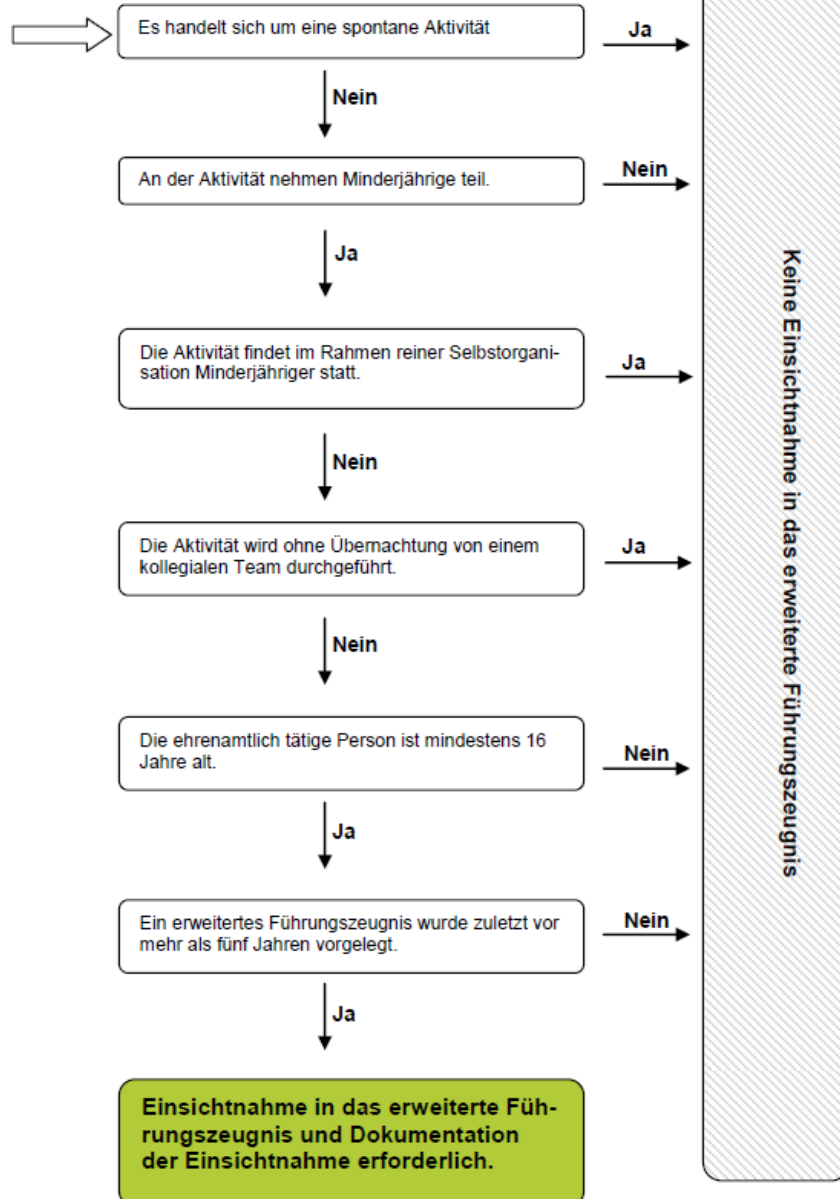 Es handelt sich um eine spontane Aktivität
Ja
Nein
An der Aktivität nehmen Minderjährige teil.
Nein
Ja
Die Aktivität findet im Rahmen reiner Selbstorgani-
sation Minderjähriger statt.
Ja
Nein
Die Aktivität wird ohne Übernachtung von einem
kollegialen Team durchgeführt.
Ja
Nein
Die ehrenamtlich tätige Person ist mindestens 16
Jahre alt.
Nein
Ja
Ein erweitertes Führungszeugnis wurde zuletzt vor
mehr als fünf Jahren vorgelegt.
Nein
Ja
Einsichtnahme in das erweiterte Füh-
rungszeugnis und Dokumentation
der Einsichtnahme erforderlich.
Keine Einsichtnahme in das erweiterte Führungszeugnis